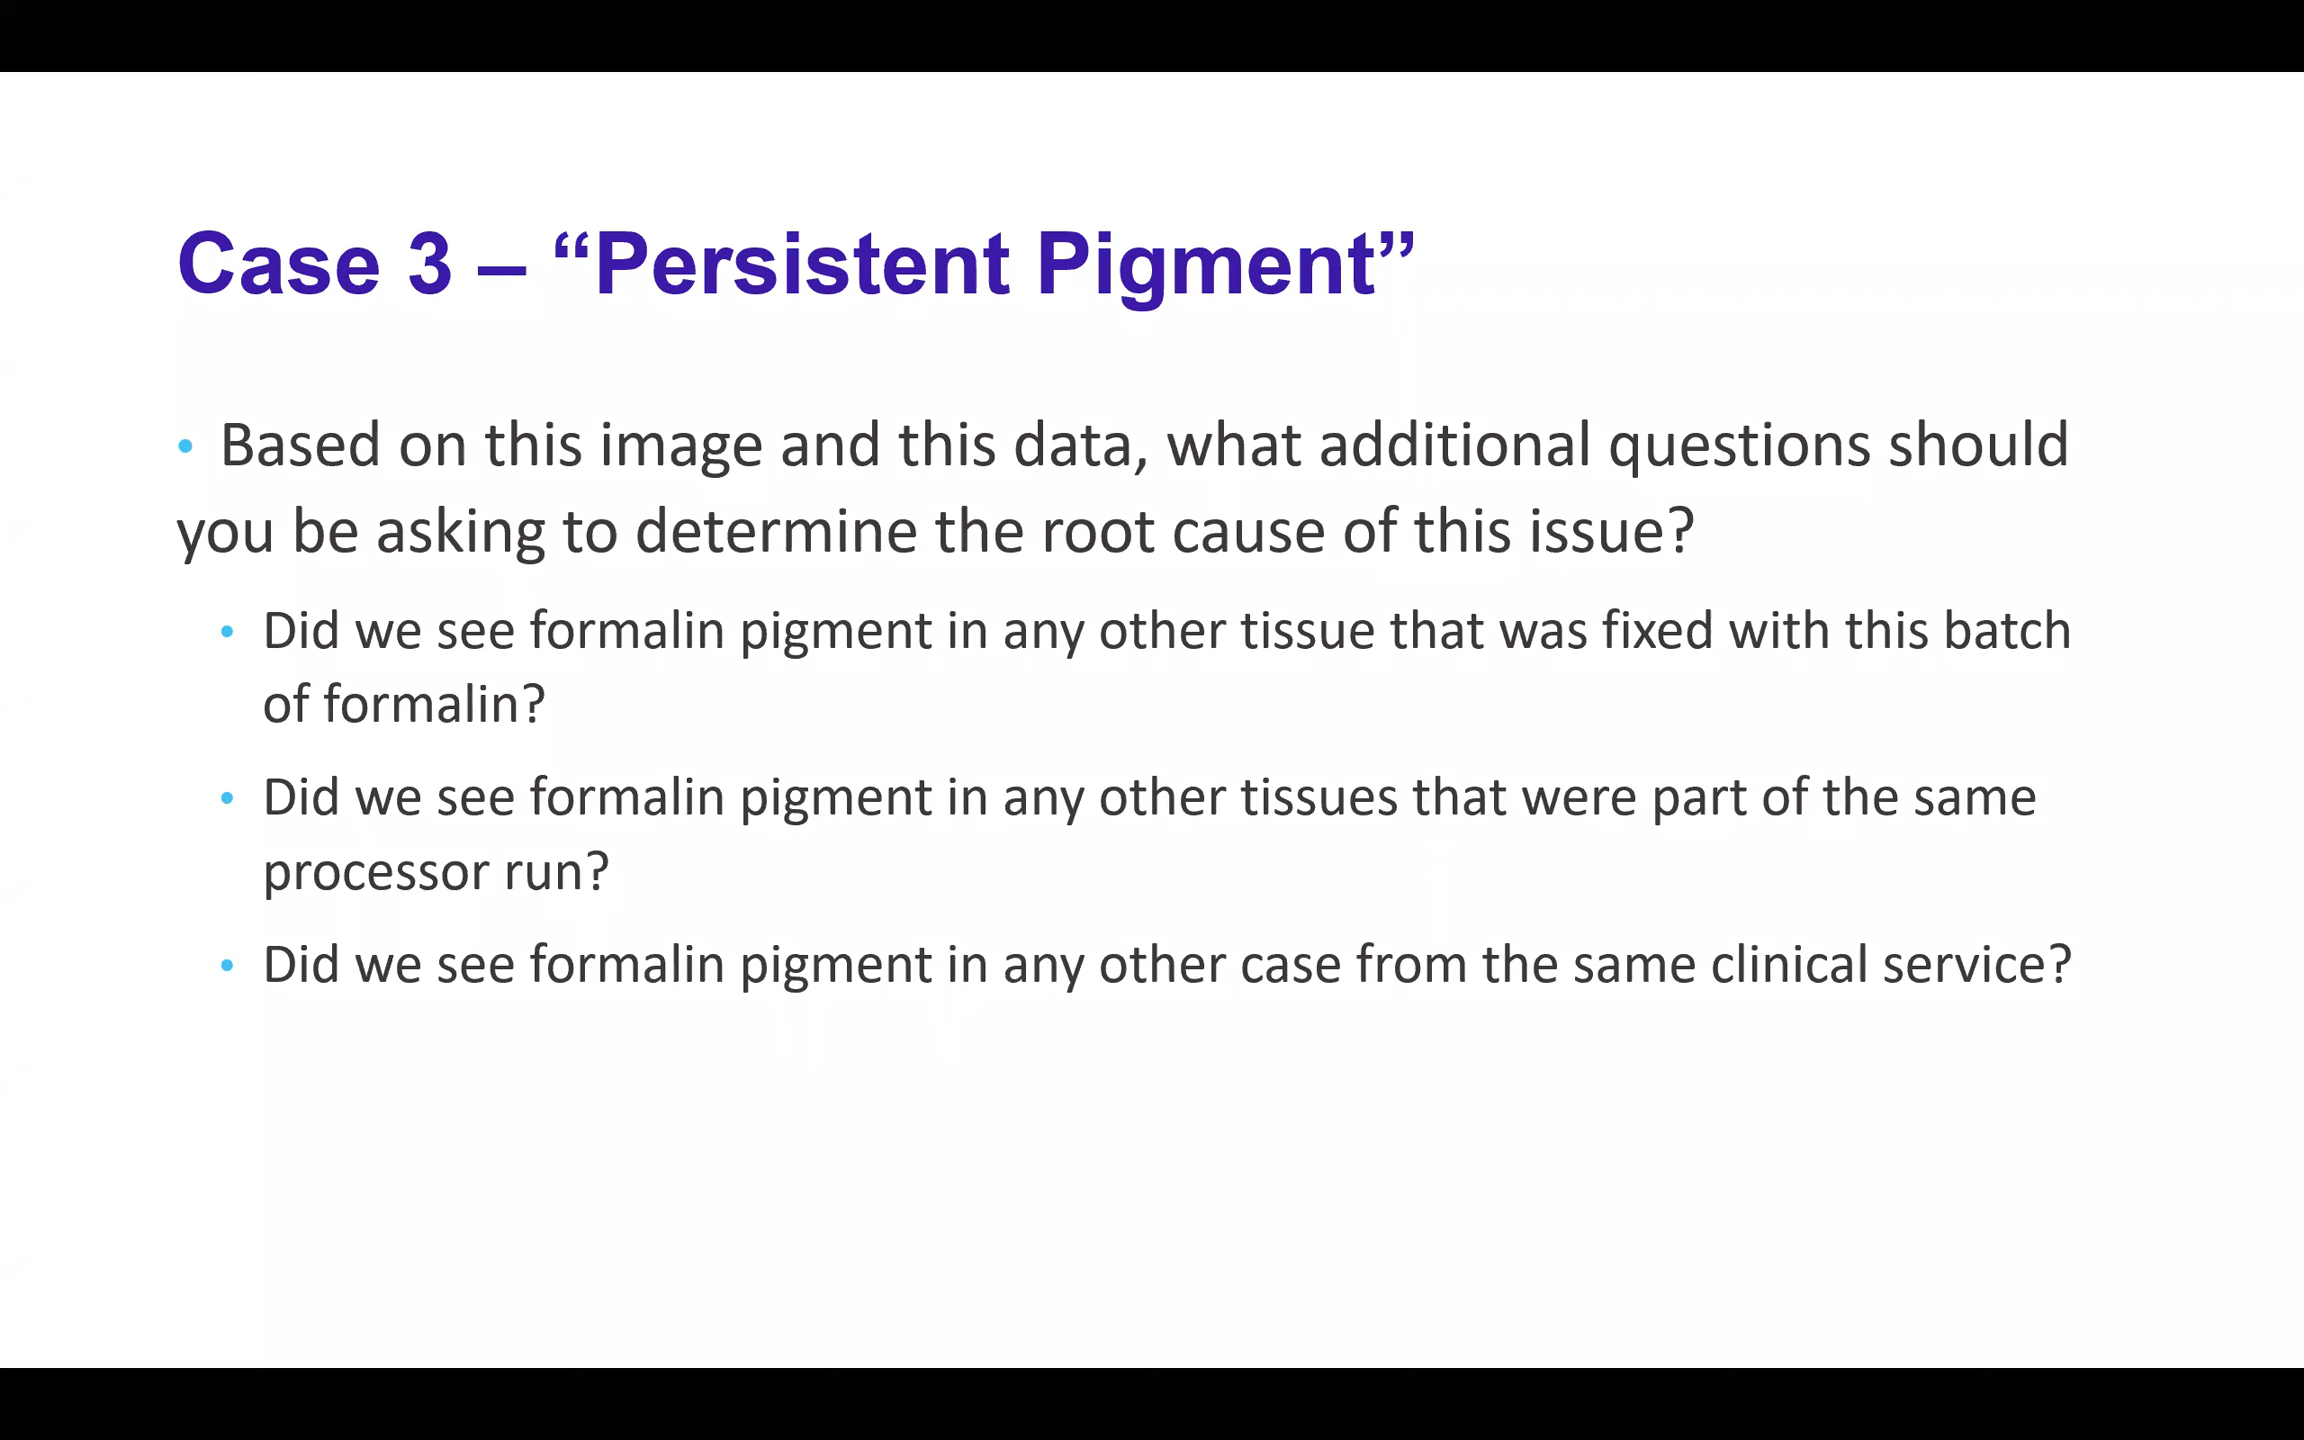 Case 3 – “Persistent Pigment”
• Based on this image and this data, what additional questions should
you be asking to determine the root cause of this issue?
• Did we see formalin pigment in any other tissue that was fixed with this batch
of formalin?
• Did we see formalin pigment in any other tissues that were part of the same
processor run?
• Did we see formalin pigment in any other case from the same clinical service?